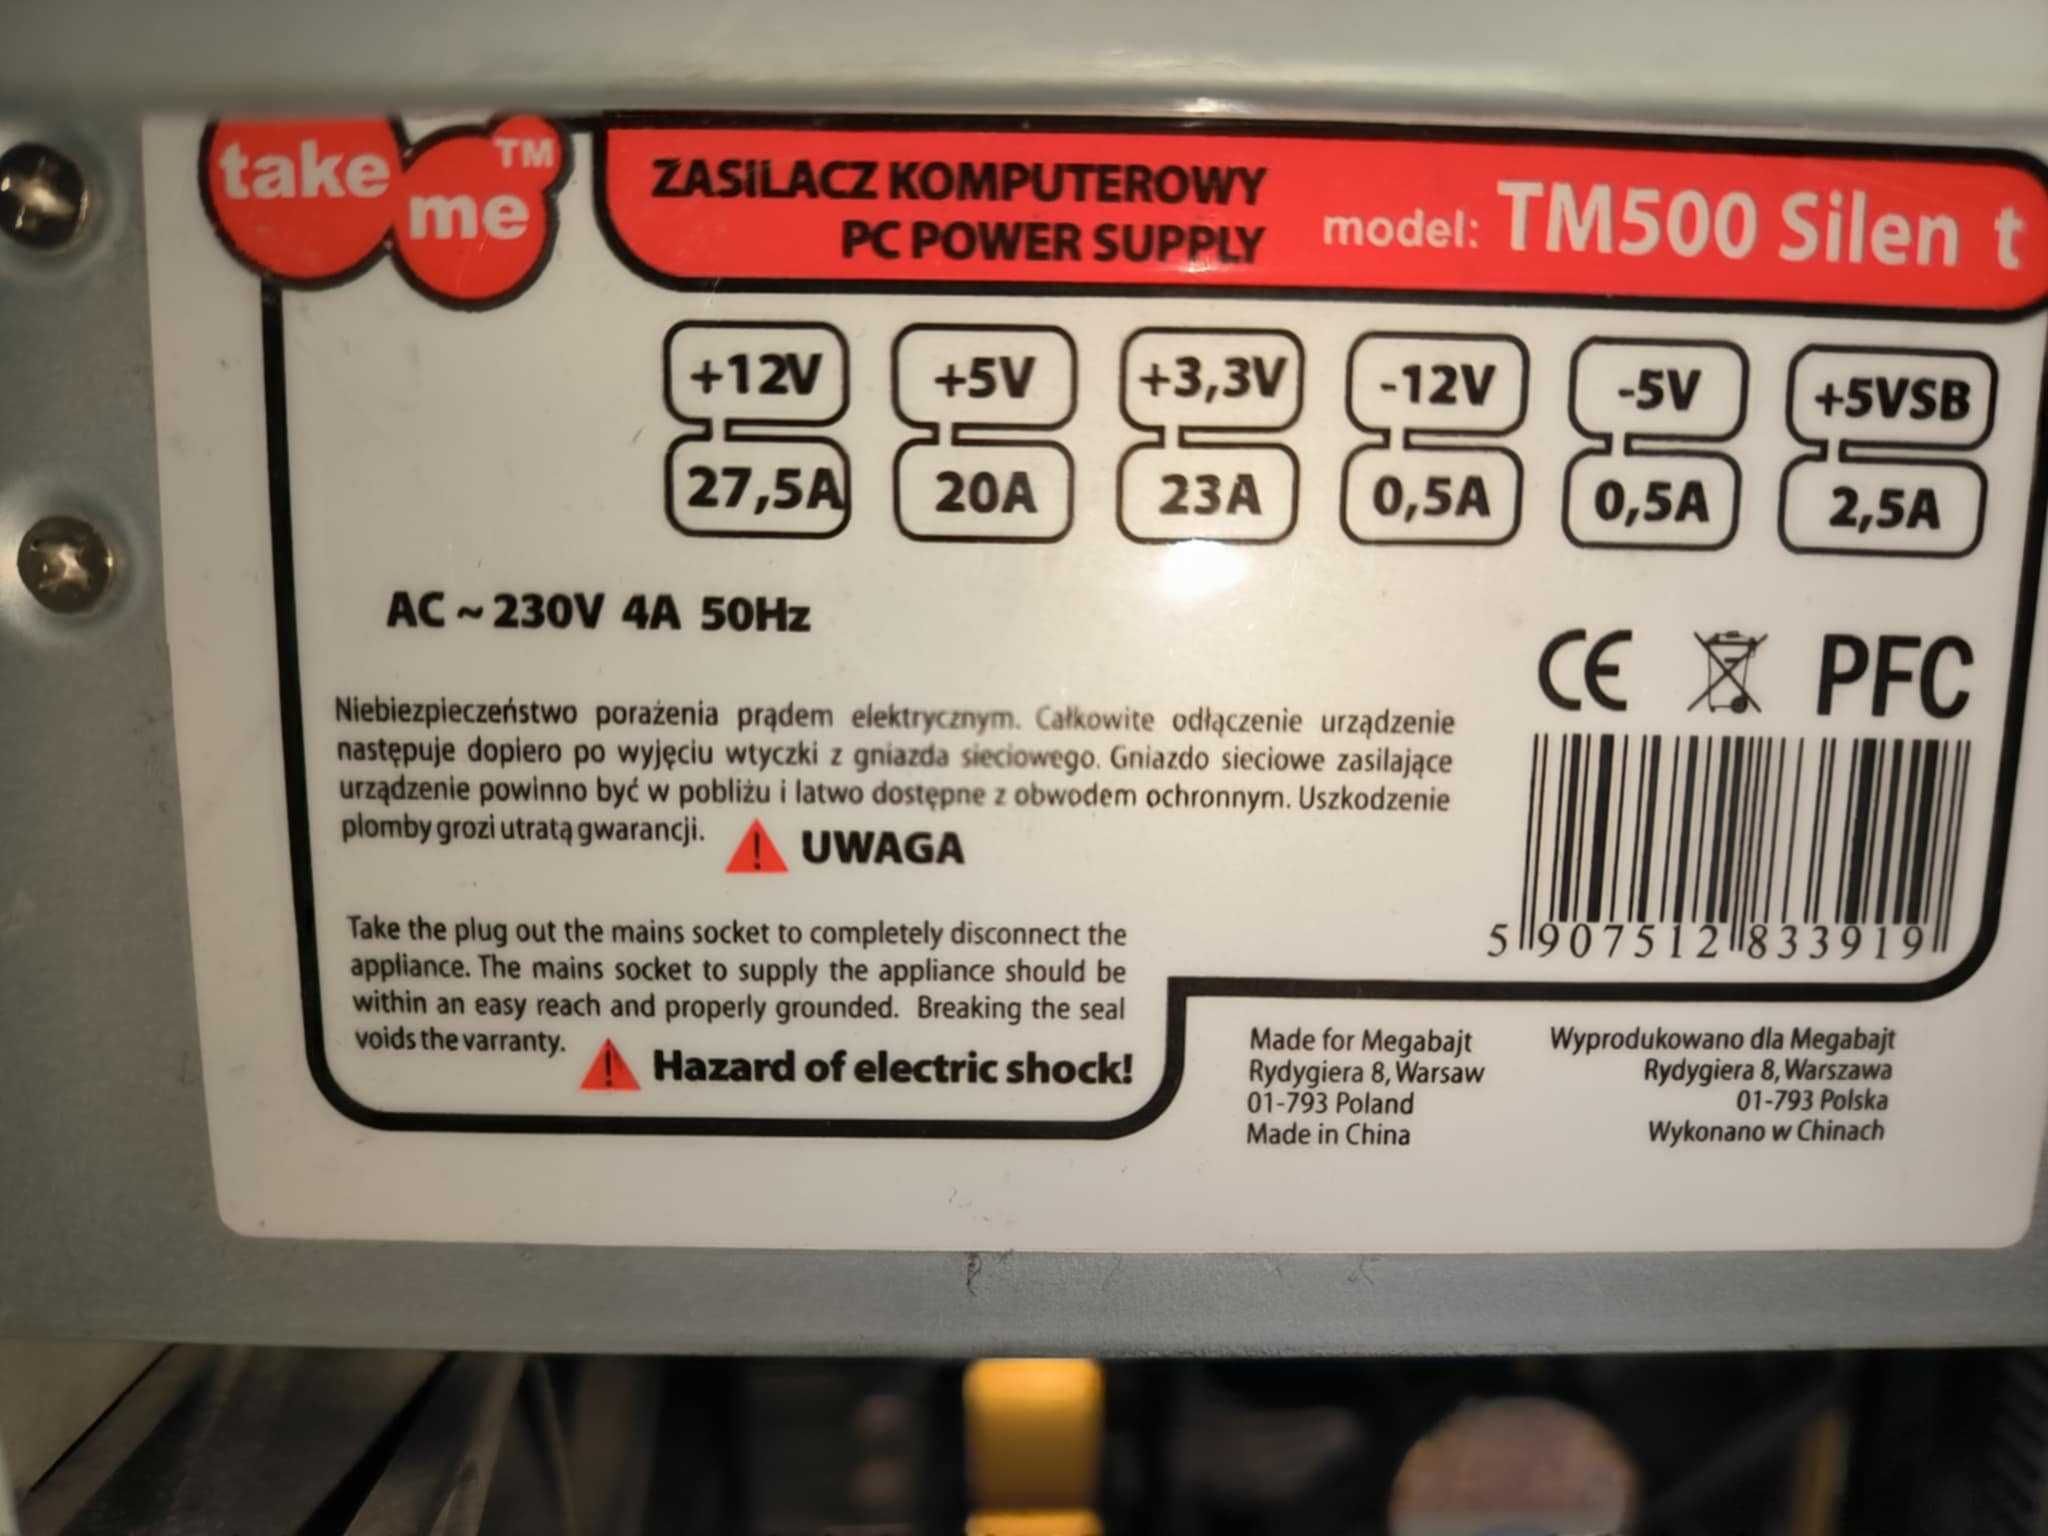 take
me
TM
ZASILACZ KOMPUTEROWY
PC POWER SUPPLY
model: TM500 Silen t
+12V +5V +3,3V -12V -5V +5VSB
27,5A 20A 23A 0,5A 0,5A 2,5A
AC ~ 230V 4A 50Hz
CE PFC
Niebiezpieczeństwo porażenia prądem elektrycznym. Całkowite odłączenie urządzenie
następuje dopiero po wyjęciu wtyczki z gniazda sieciowego. Gniazdo sieciowe zasilające
urządzenie powinno być w pobliżu i latwo dostępne z obwodem ochronnym. Uszkodzenie
plomby grozi utratą gwarancji.
! UWAGA
5 907512 833919
Take the plug out the mains socket to completely disconnect the
appliance. The mains socket to supply the appliance should be
within an easy reach and properly grounded. Breaking the seal
voids the varranty.
! Hazard of electric shock!
Made for Megabajt
Rydygiera 8, Warsaw
01-793 Poland
Made in China
Wyprodukowano dla Megabajt
Rydygiera 8, Warszawa
01-793 Polska
Wykonano w Chinach